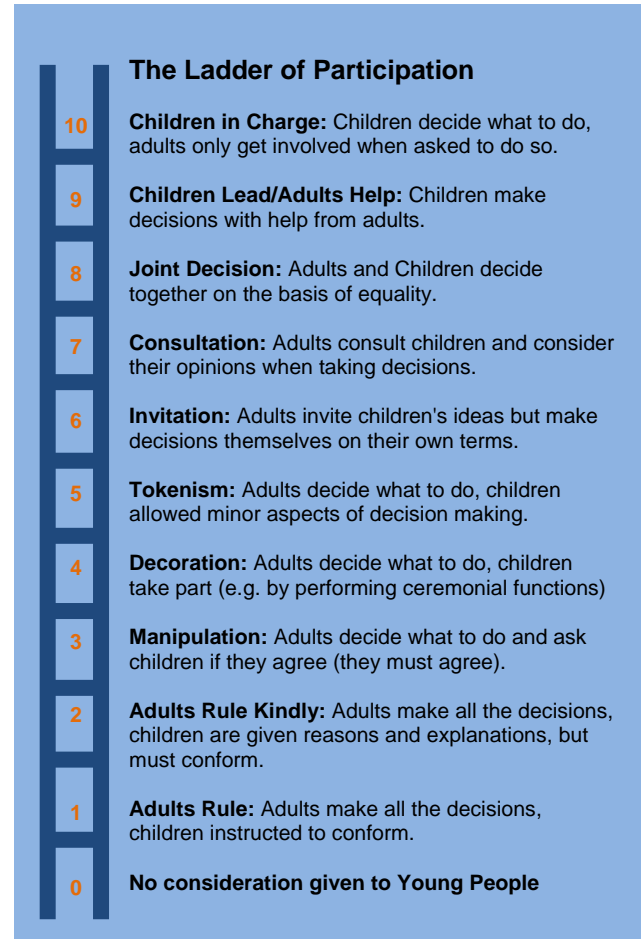 The Ladder of Participation
10
Children in Charge: Children decide what to do,
adults only get involved when asked to do so.
9
Children Lead/Adults Help: Children make
decisions with help from adults.
8
Joint Decision: Adults and Children decide
together on the basis of equality.
7
Consultation: Adults consult children and consider
their opinions when taking decisions.
6
Invitation: Adults invite children's ideas but make
decisions themselves on their own terms.
5
Tokenism: Adults decide what to do, children
allowed minor aspects of decision making.
4
Decoration: Adults decide what to do, children
take part (e.g. by performing ceremonial functions)
3
Manipulation: Adults decide what to do and ask
children if they agree (they must agree).
2
Adults Rule Kindly: Adults make all the decisions,
children are given reasons and explanations, but
must conform.
1
Adults Rule: Adults make all the decisions,
children instructed to conform.
0
No consideration given to Young People